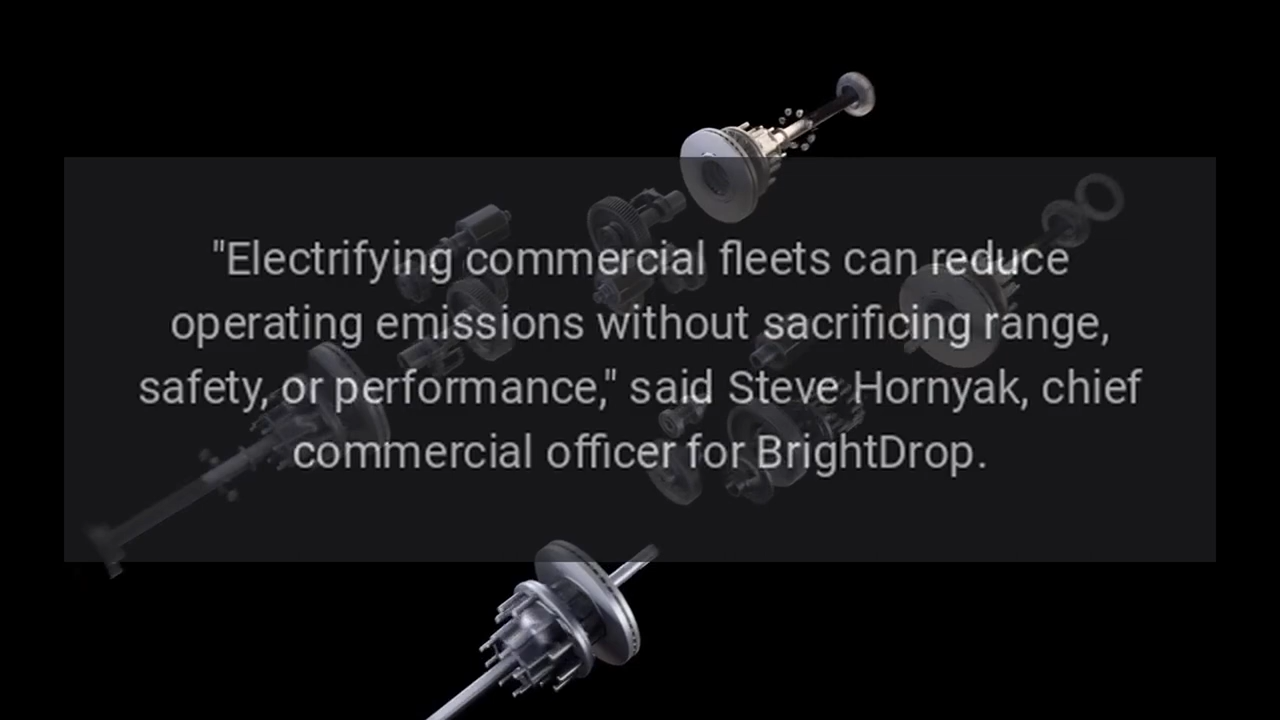 "Electrifying commercial fleets can reduce
operating emissions without sacrificing range,
safety, or performance," said Steve Hornyak, chief
commercial officer for BrightDrop.